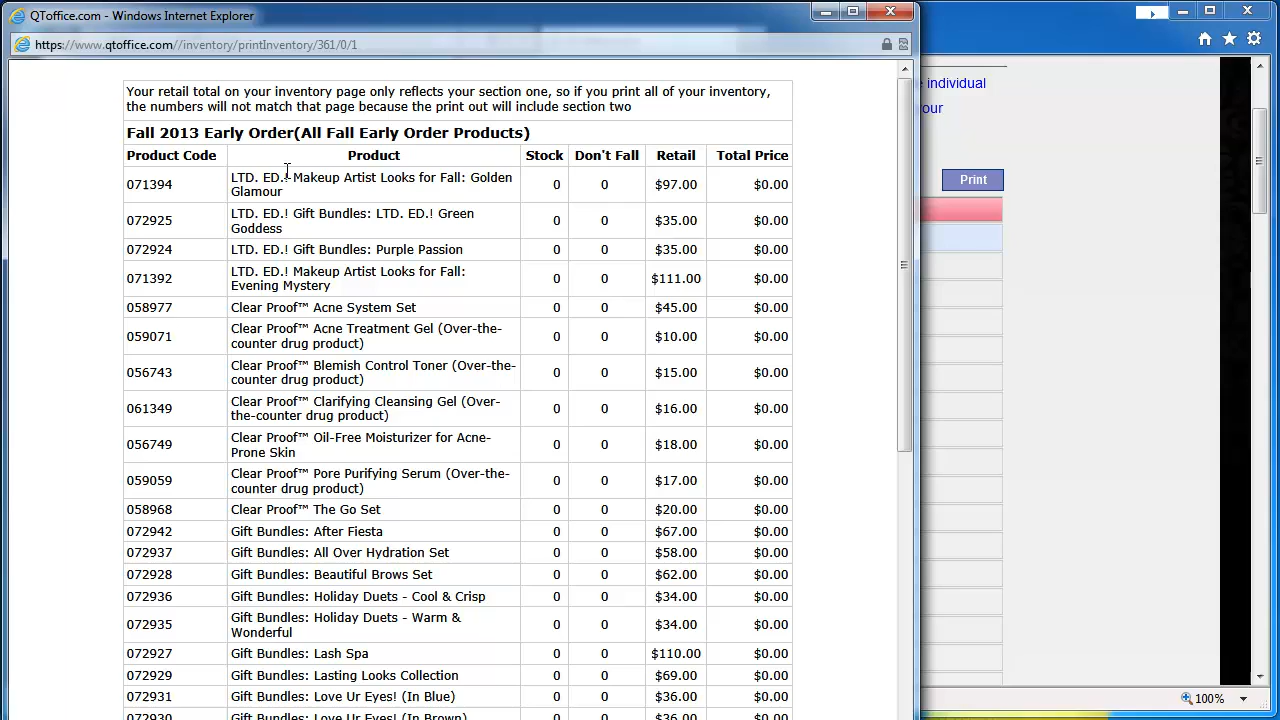 QToffice.com - Windows Internet Explorer
https://www.qtoffice.com//inventory/printInventory/361/0/1
Your retail total on your inventory page only reflects your section one, so if you print all of your inventory,
the numbers will not match that page because the print out will include section two
Fall 2013 Early Order(All Fall Early Order Products)
Product Code Product Stock Don't Fall Retail Total Price
071394 LTD. ED.! Makeup Artist Looks for Fall: Golden
Glamour 0 0 $97.00 $0.00
072925 LTD. ED.! Gift Bundles: LTD. ED.! Green
Goddess 0 0 $35.00 $0.00
072924 LTD. ED.! Gift Bundles: Purple Passion 0 0 $35.00 $0.00
071392 LTD. ED.! Makeup Artist Looks for Fall:
Evening Mystery 0 0 $111.00 $0.00
058977 Clear Proof™ Acne System Set 0 0 $45.00 $0.00
059071 Clear Proof™ Acne Treatment Gel (Over-the-
counter drug product) 0 0 $10.00 $0.00
056743 Clear Proof™ Blemish Control Toner (Over-the-
counter drug product) 0 0 $15.00 $0.00
061349 Clear Proof™ Clarifying Cleansing Gel (Over-
the-counter drug product) 0 0 $16.00 $0.00
056749 Clear Proof™ Oil-Free Moisturizer for Acne-
Prone Skin 0 0 $18.00 $0.00
059059 Clear Proof™ Pore Purifying Serum (Over-the-
counter drug product) 0 0 $17.00 $0.00
058968 Clear Proof™ The Go Set 0 0 $20.00 $0.00
072942 Gift Bundles: After Fiesta 0 0 $67.00 $0.00
072937 Gift Bundles: All Over Hydration Set 0 0 $58.00 $0.00
072928 Gift Bundles: Beautiful Brows Set 0 0 $62.00 $0.00
072936 Gift Bundles: Holiday Duets - Cool & Crisp 0 0 $34.00 $0.00
072935 Gift Bundles: Holiday Duets - Warm &
Wonderful 0 0 $34.00 $0.00
072927 Gift Bundles: Lash Spa 0 0 $110.00 $0.00
072929 Gift Bundles: Lasting Looks Collection 0 0 $69.00 $0.00
072931 Gift Bundles: Love Ur Eyes! (In Blue) 0 0 $36.00 $0.00
072930 Gift Bundles: Love Ur Eyes! (In Brown) 0 0 $36.00 $0.00
individual
our
Print
100%